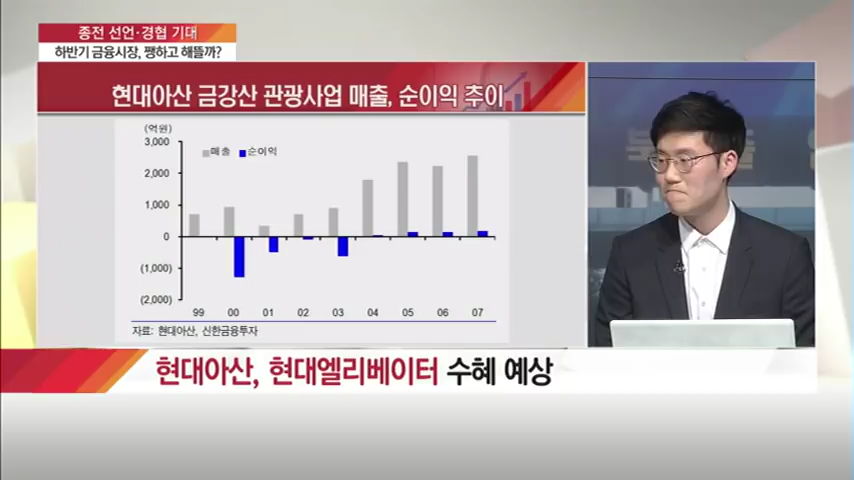 종전 선언·경협 기대
하반기 금융시장, 쨍하고 해뜰까?
현대아산 금강산 관광사업 매출, 순이익 추이
(억원)
매출 순이익
3,000
2,000
1,000
0
(1,000)
(2,000)
99 00 01 02 03 04 05 06 07
자료: 현대아산, 신한금융투자
현대아산, 현대엘리베이터 수혜 예상